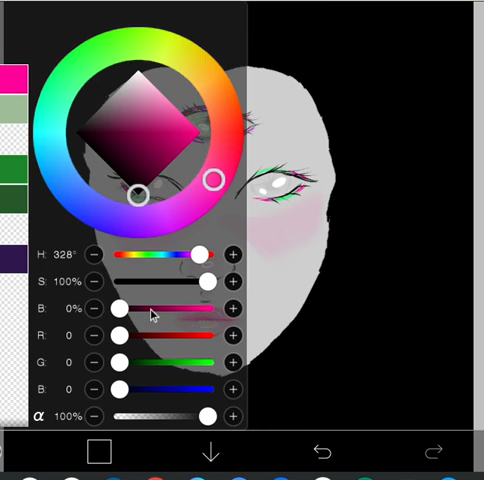 H: 328° − +
S: 100% − +
B: 0% − +
R: 0 − +
G: 0 − +
B: 0 − +
α 100% − +